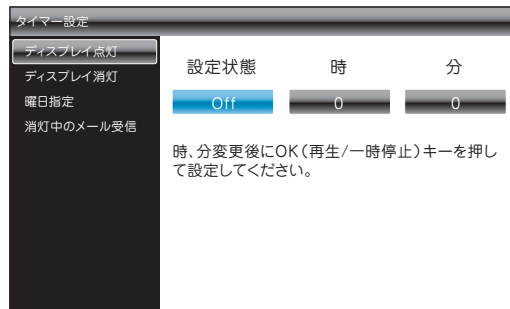 タイマー設定
ディスプレイ点灯
ディスプレイ消灯
曜日指定
消灯中のメール受信
設定状態 時 分
Off 0 0
時、分変更後にOK（再生/一時停止）キーを押し
て設定してください。